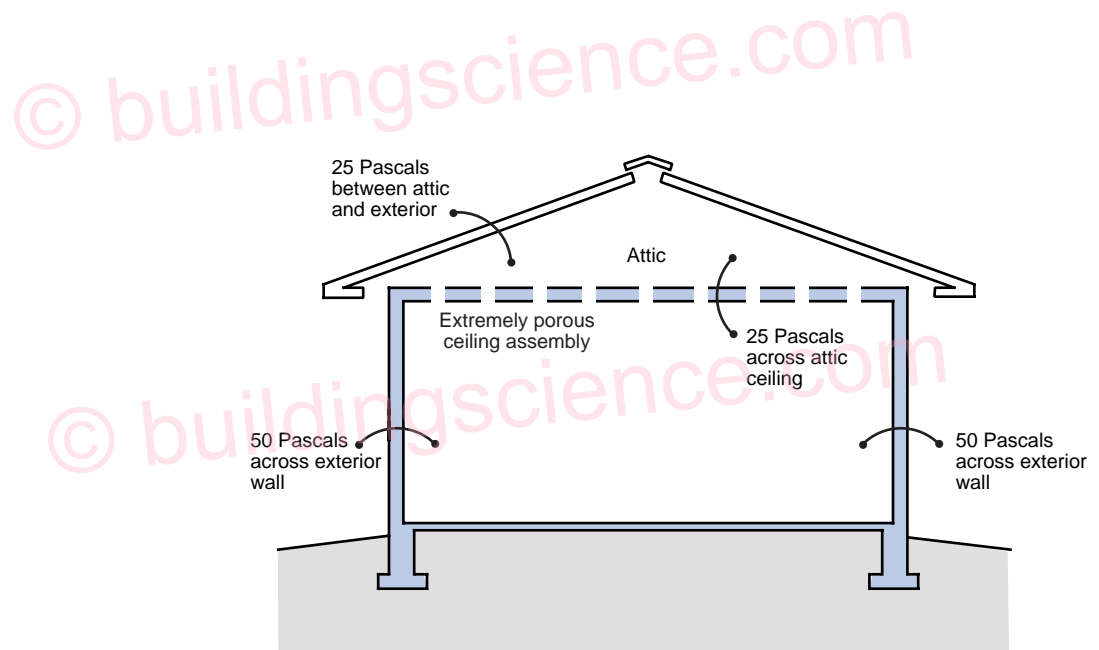 © buildingscience.com
25 Pascals
between attic
and exterior
Attic
Extremely porous
ceiling assembly
25 Pascals
across attic
ceiling
© buildingscience.com
50 Pascals
across exterior
wall
50 Pascals
across exterior
wall